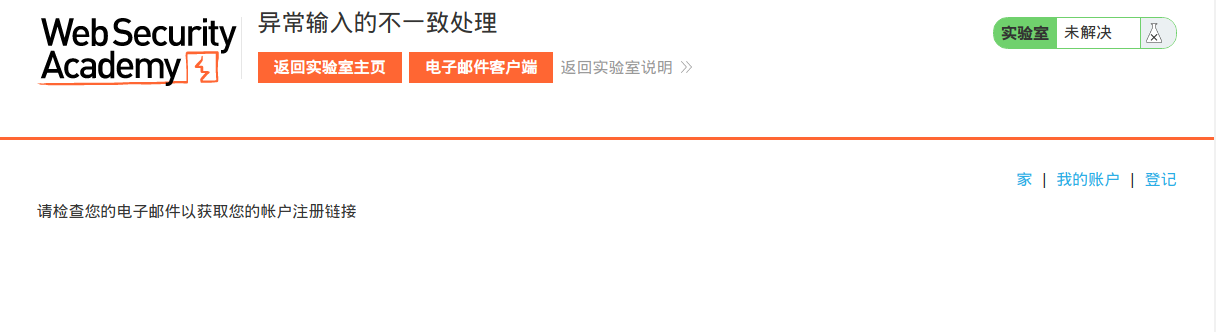 Web Security
Academy
异常输入的不一致处理
返回实验室主页 电子邮件客户端 返回实验室说明
实验室 未解决
家 | 我的账户 | 登记
请检查您的电子邮件以获取您的帐户注册链接